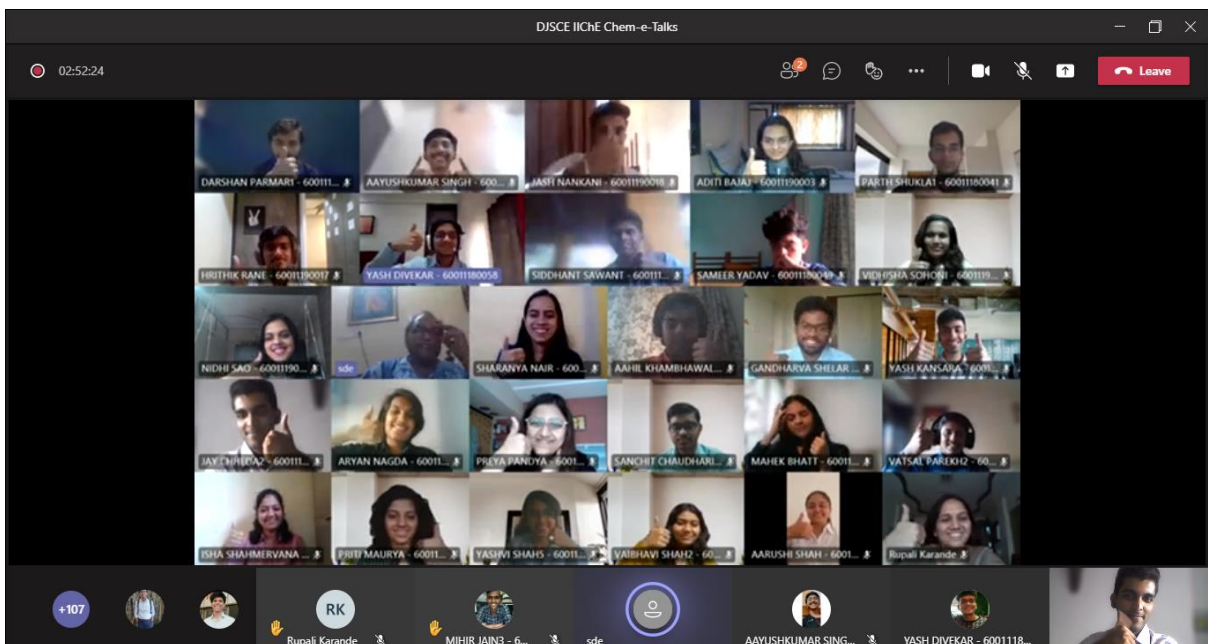 DJSCE IIChE Chem-e-Talks
02:52:24
2
Leave
DARSHAN PARMAR1 - 600111...
AAYUSHKUMAR SINGH - 600...
JASH NANKANI - 60011190018
ADITI BAJAJ - 60011190003
PARTH SHUKLA1 - 60011180041
HRITHIK RANE - 60011190017
YASH DIVEKAR - 60011180058
SIDDHANT SAWANT - 600111...
SAMEER YADAV - 60011180049
VIDHISHA SOHONI - 6001119...
NIDHI SAO - 60011190...
sde
SHARANYA NAIR - 600...
AAHIL KHAMBHAWAL...
GANDHARVA SHELAR ...
YASH KANSARA - 6001...
JAY CHHEDA2 - 600111...
ARYAN NAGDA - 60011...
PREYA PANDYA - 6001...
SANCHIT CHAUDHARI...
MAHEK BHATT - 60011...
VATSAL PAREKH2 - 60...
ISHA SHAHMERVANA ...
PRITI MAURYA - 60011...
YASHVI SHAH5 - 60011...
VAIBHAVI SHAH2 - 60...
AARUSHI SHAH - 6001...
Rupali Karande
+107
RK
Rupali Karande
MIHIR JAIN3 - 6...
sde
AAYUSHKUMAR SING...
YASH DIVEKAR - 6001118...